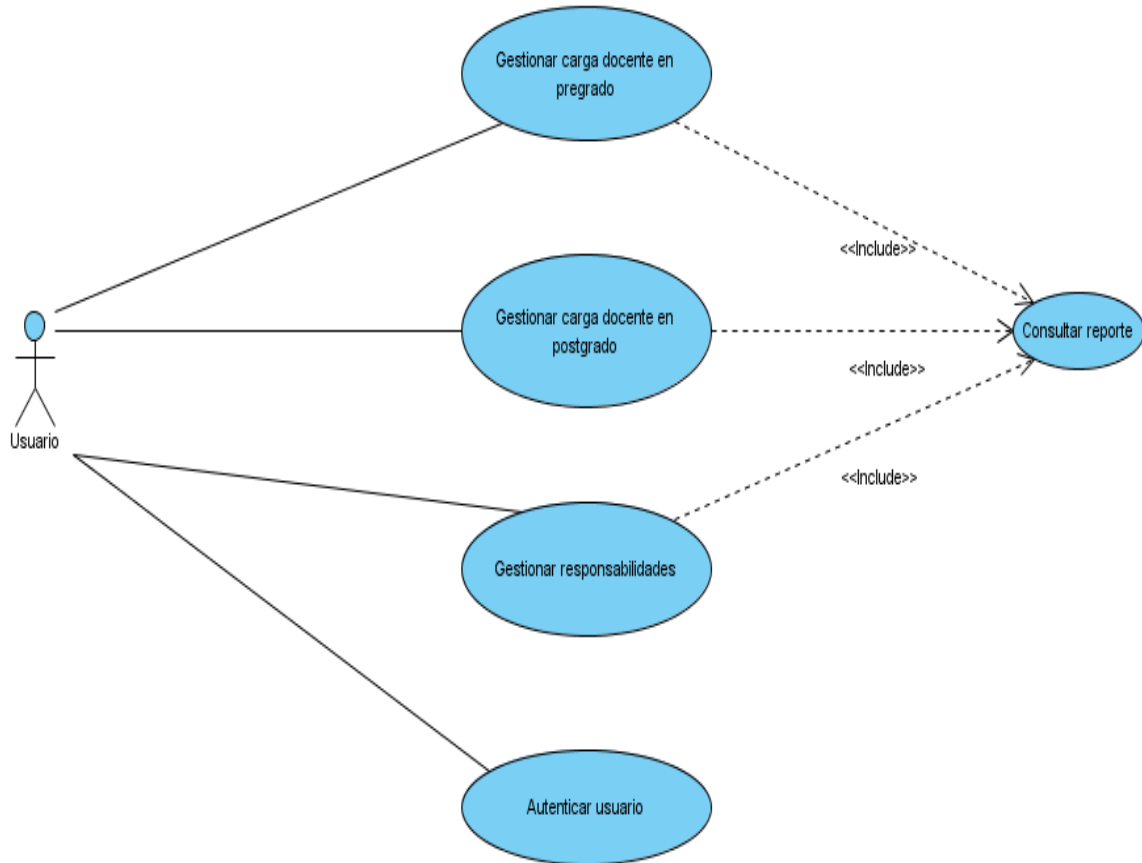 Gestionar carga docente en
pregrado
<<Include>>
Gestionar carga docente en
postgrado
Consultar reporte
<<Include>>
Usuario
<<Include>>
Gestionar responsabilidades
Autenticar usuario